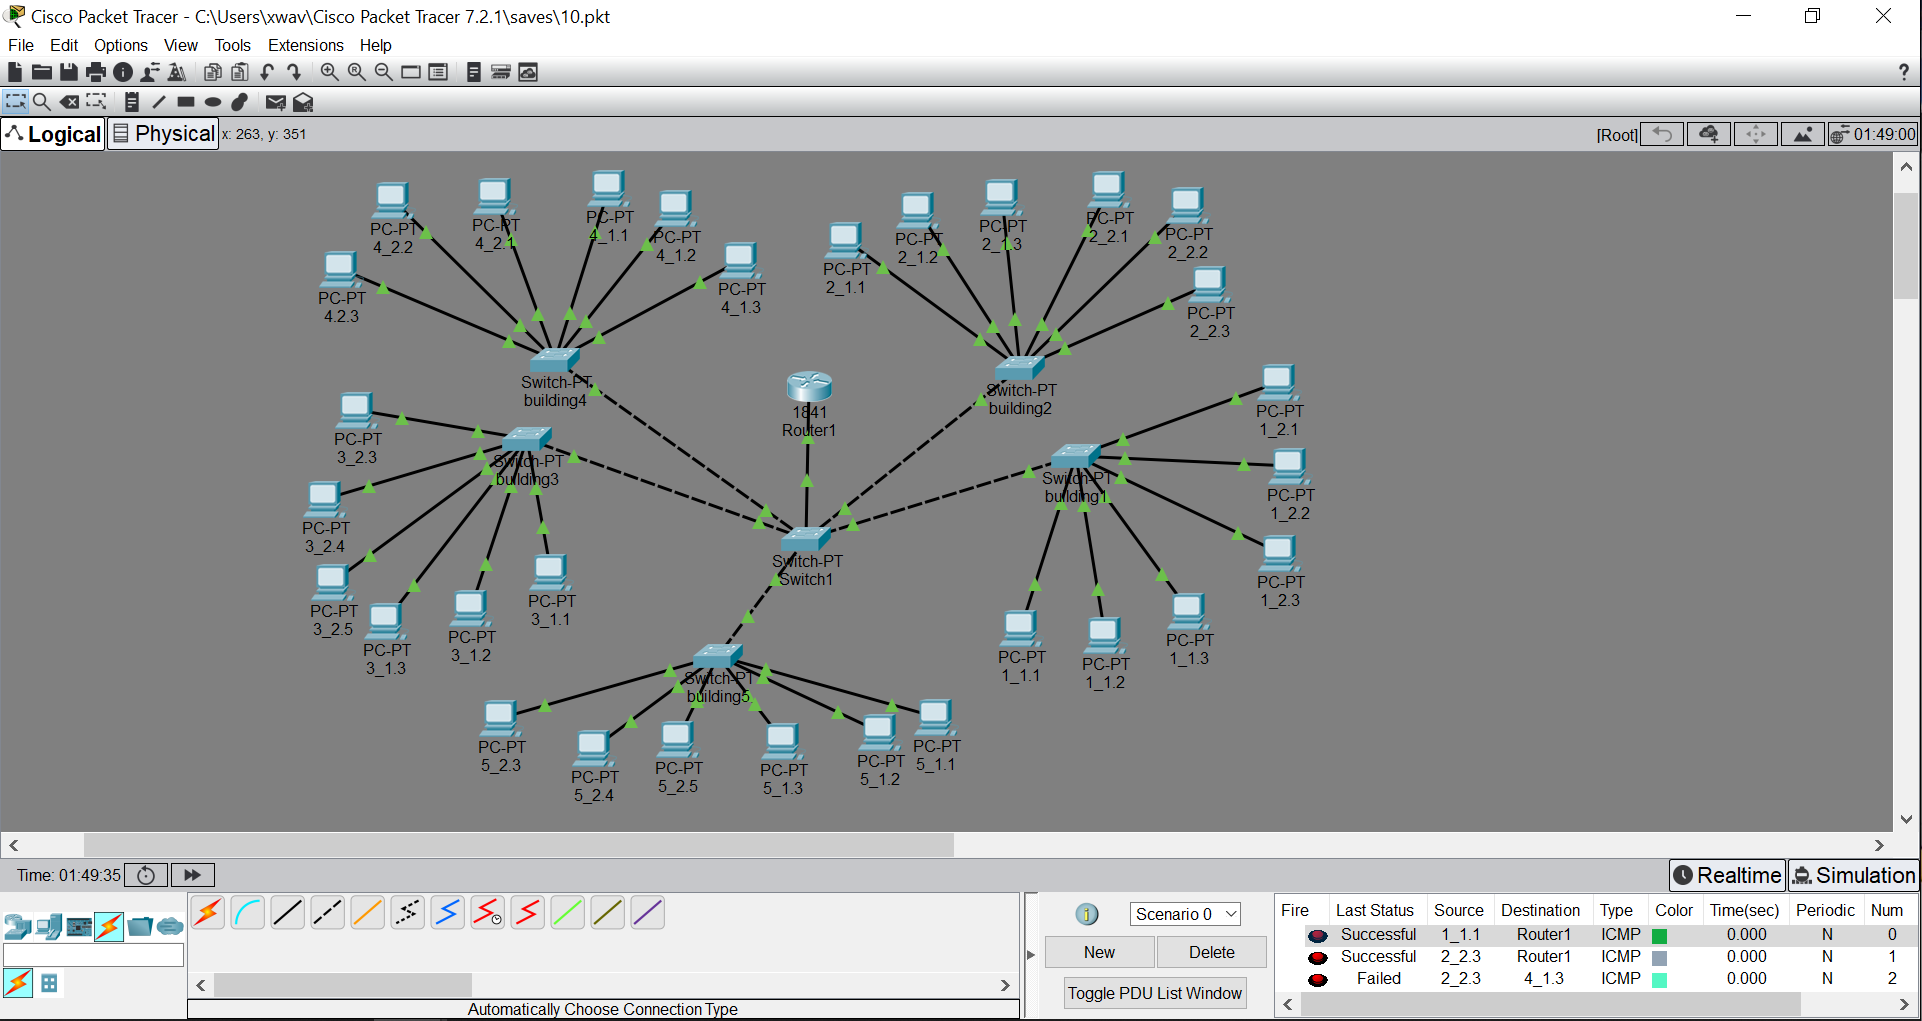 Cisco Packet Tracer - C:\Users\xwav\Cisco Packet Tracer 7.2.1\saves\10.pkt
File Edit Options View Tools Extensions Help
?
Logical Physical x: 263, y: 351 [Root] 01:49:00
PC-PT
4_2.2
PC-PT
4_2.1
PC-PT
4_1.1
PC-PT
4_1.2
PC-PT
4.2.3
PC-PT
4_1.3
Switch-PT
building4
PC-PT
2_1.1
PC-PT
2_1.2
PC-PT
2_1.3
PC-PT
2_2.1
PC-PT
2_2.2
PC-PT
2_2.3
Switch-PT
building2
1841
Router1
PC-PT
3_2.3
Switch-PT
building3
PC-PT
3_2.4
PC-PT
3_2.5
PC-PT
3_1.3
PC-PT
3_1.2
PC-PT
3_1.1
Switch-PT
Switch1
PC-PT
1_2.1
Switch-PT
building1
PC-PT
1_2.2
PC-PT
1_2.3
PC-PT
1_1.1
PC-PT
1_1.2
PC-PT
1_1.3
Switch-PT
building5
PC-PT
5_2.3
PC-PT
5_2.4
PC-PT
5_2.5
PC-PT
5_1.3
PC-PT
5_1.2
PC-PT
5_1.1
Time: 01:49:35 Realtime Simulation
Automatically Choose Connection Type
Scenario 0
New Delete
Toggle PDU List Window
Fire Last Status Source Destination Type Color Time(sec) Periodic Num
Successful 1_1.1 Router1 ICMP 0.000 N 0
Successful 2_2.3 Router1 ICMP 0.000 N 1
Failed 2_2.3 4_1.3 ICMP 0.000 N 2